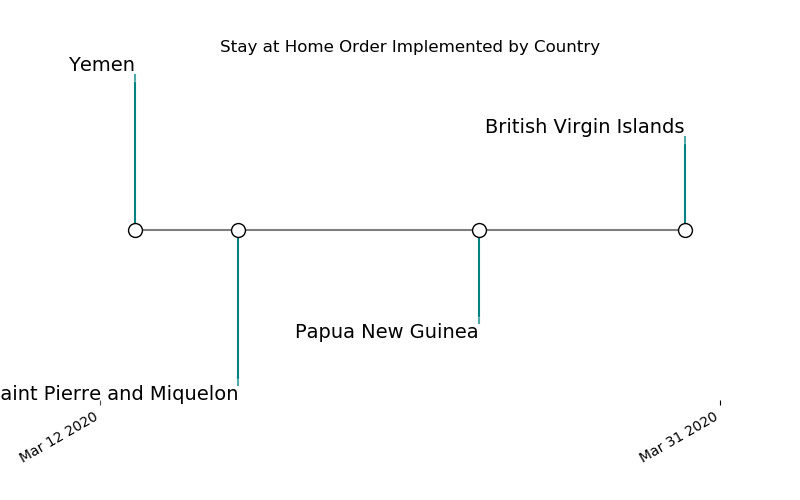 Stay at Home Order Implemented by Country
Yemen
British Virgin Islands
Papua New Guinea
aint Pierre and Miquelon
Mar 12 2020
Mar 31 2020